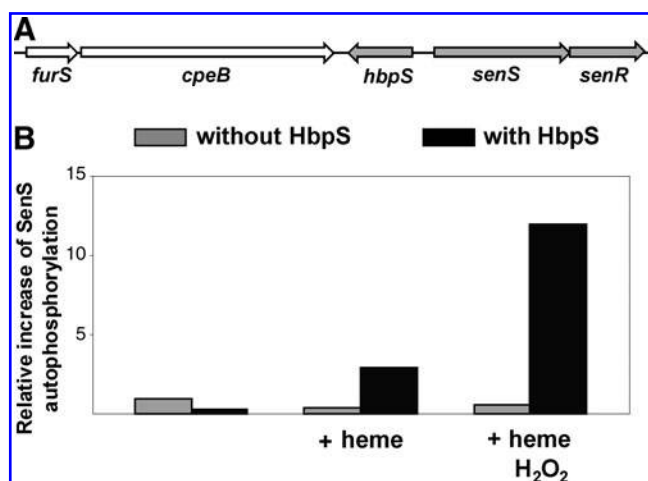 A
furS cpeB hbpS senS senR
B
without HbpS with HbpS
Relative increase of SenS
autophosphorylation
15
10
5
+ heme + heme
H₂O₂